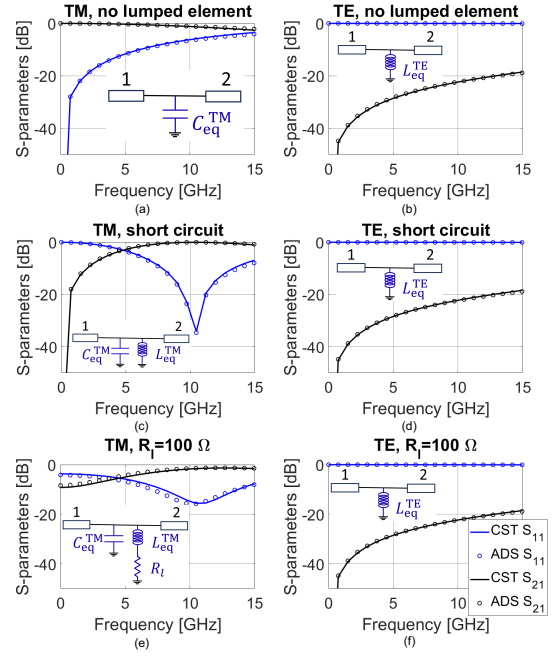 TM, no lumped element
S-parameters [dB]
0
-20
-40
1 2
C_eq^TM
0 5 10 15
Frequency [GHz]
(a)
TE, no lumped element
S-parameters [dB]
0
-20
-40
1 2
L_eq^TE
0 5 10 15
Frequency [GHz]
(b)
TM, short circuit
S-parameters [dB]
0
-20
-40
1 2
C_eq^TM L_eq^TM
0 5 10 15
Frequency [GHz]
(c)
TE, short circuit
S-parameters [dB]
0
-20
-40
1 2
L_eq^TE
0 5 10 15
Frequency [GHz]
(d)
TM, R_l=100 Ω
S-parameters [dB]
0
-20
-40
1 2
C_eq^TM L_eq^TM
R_l
0 5 10 15
Frequency [GHz]
(e)
TE, R_l=100 Ω
S-parameters [dB]
0
-20
-40
1 2
L_eq^TE
0 5 10 15
Frequency [GHz]
(f)
CST S_11
ADS S_11
CST S_21
ADS S_21